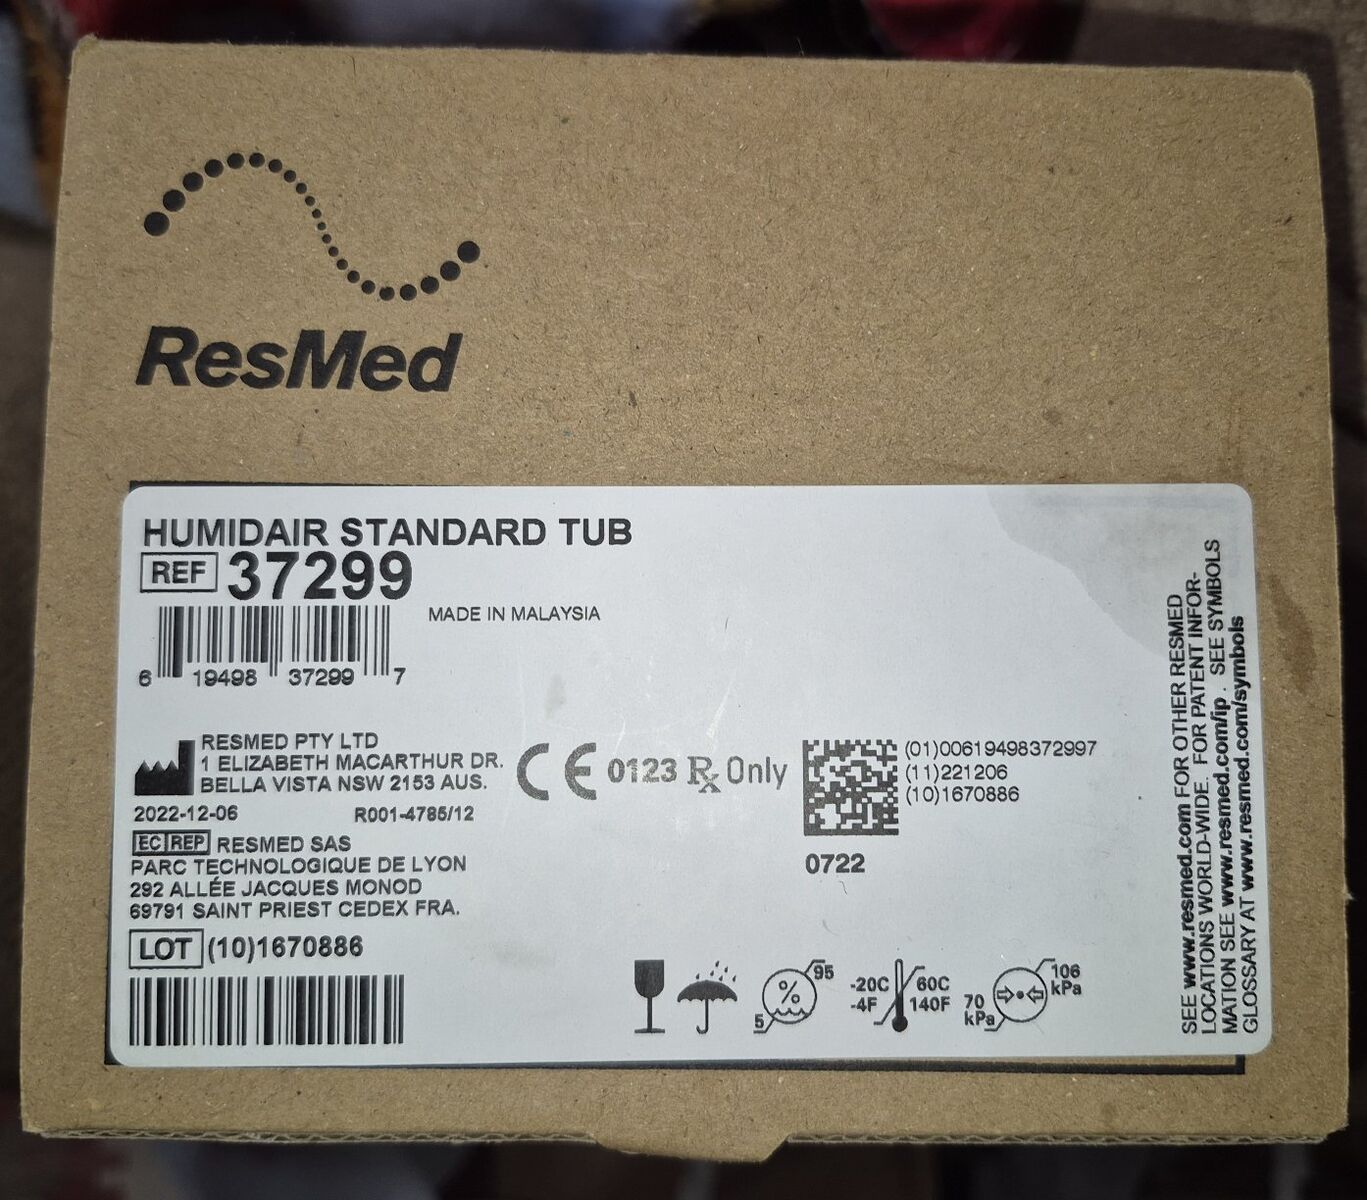 ResMed
HUMIDAIR STANDARD TUB
REF 37299
MADE IN MALAYSIA
6 19498 37299 7
RESMED PTY LTD
1 ELIZABETH MACARTHUR DR.
BELLA VISTA NSW 2153 AUS.
2022-12-06 R001-4785/12
EC REP RESMED SAS
PARC TECHNOLOGIQUE DE LYON
292 ALLÉE JACQUES MONOD
69791 SAINT PRIEST CEDEX FRA.
LOT (10)1670886
CE 0123 Rx Only
(01)00619498372997
(11)221206
(10)1670886
0722
% 95
5
-20C 60C
-4F 140F
106
kPa
70
kPa
SEE www.resmed.com FOR OTHER RESMED
LOCATIONS WORLD-WIDE. FOR PATENT INFOR-
MATION SEE www.resmed.com/ip . SEE SYMBOLS
GLOSSARY AT www.resmed.com/symbols